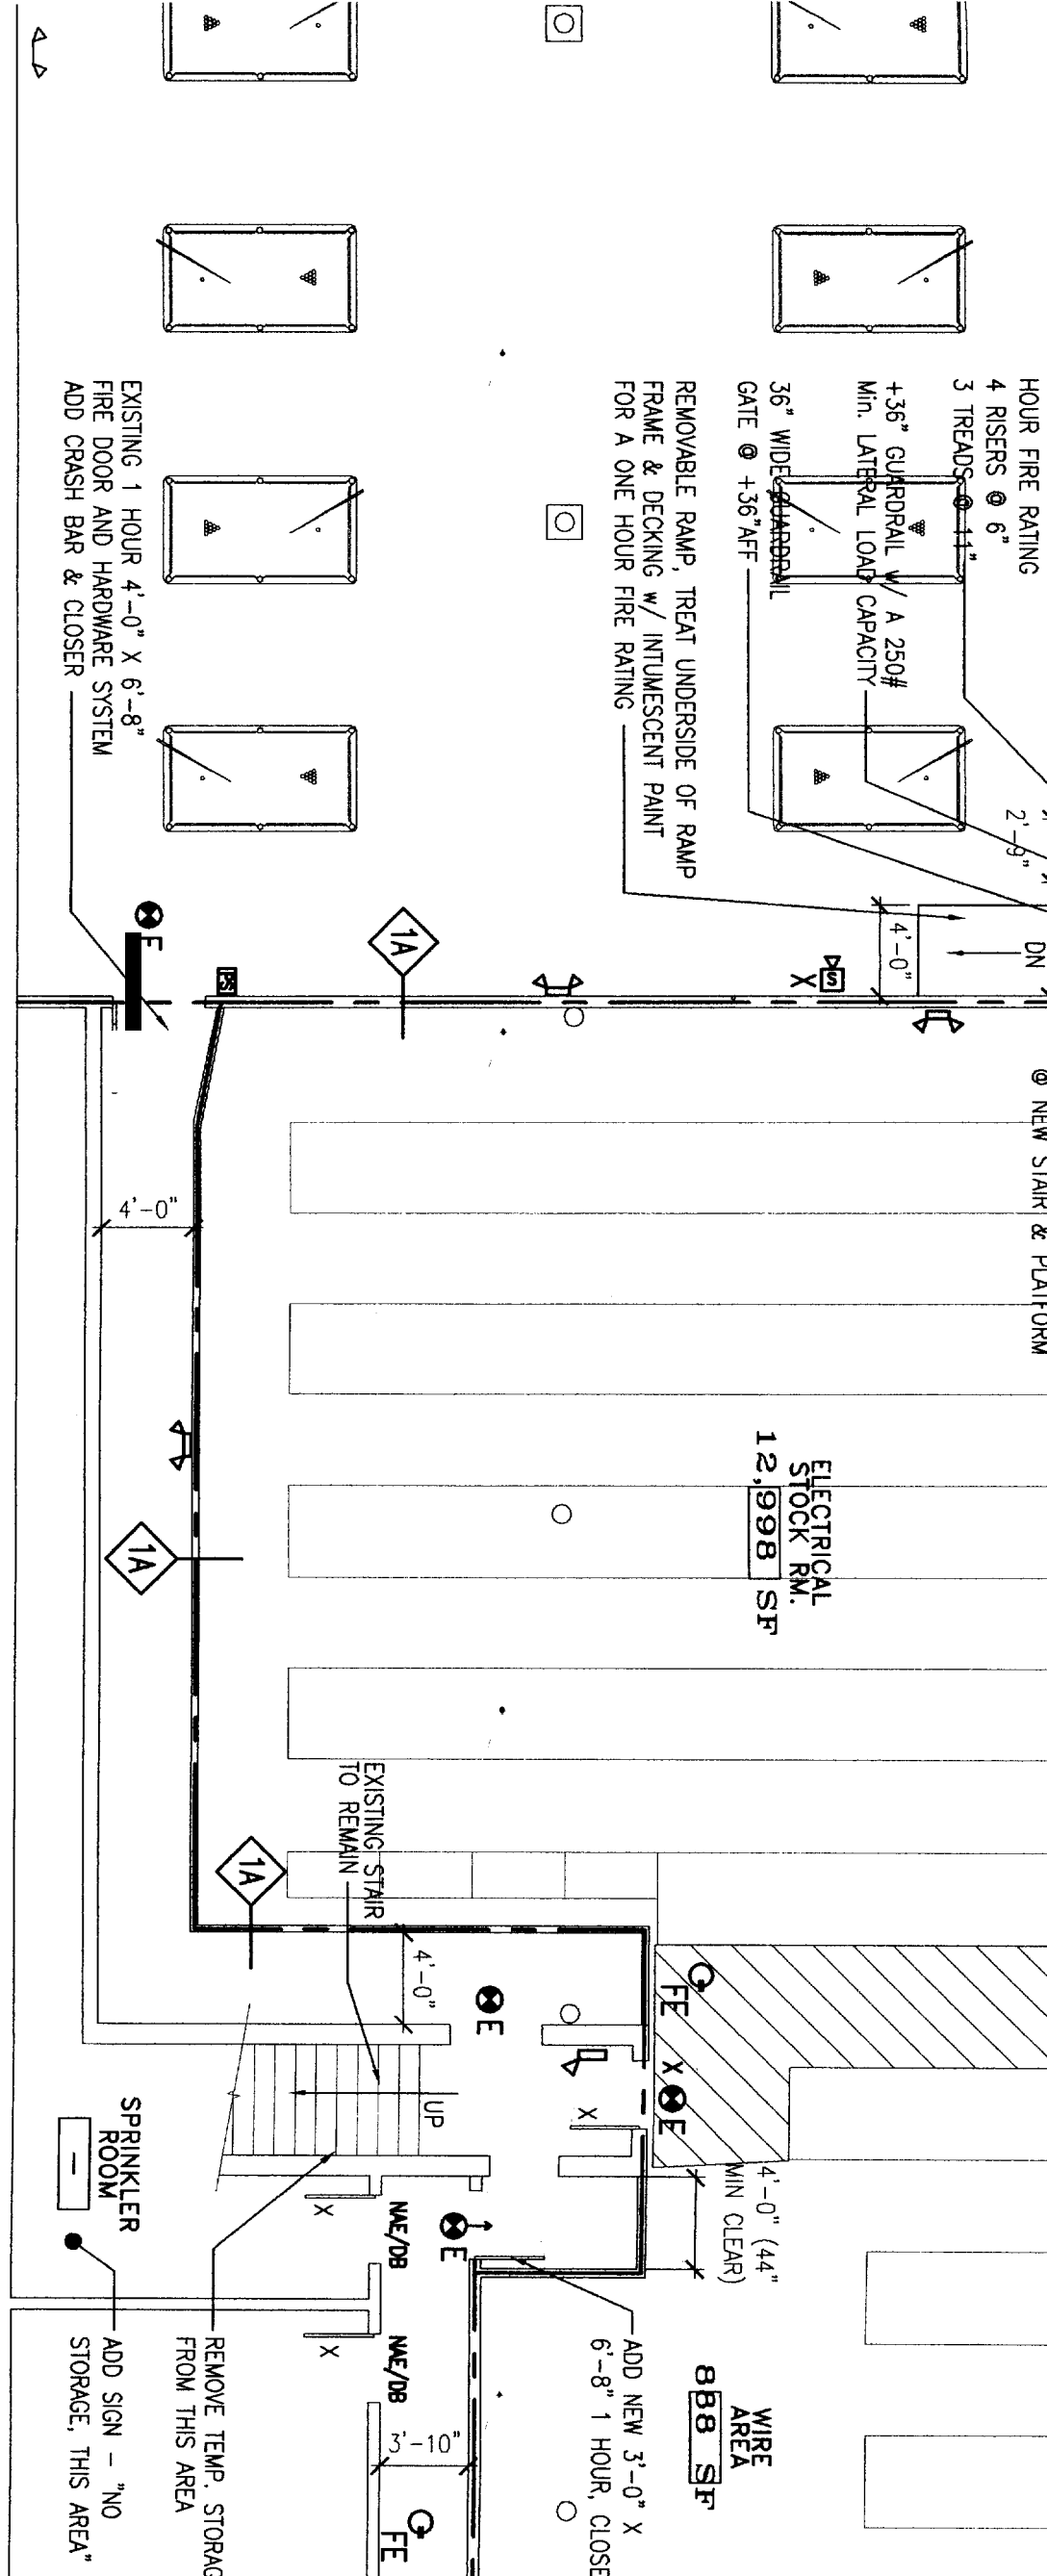 HOUR FIRE RATING
4 RISERS @ 6"
3 TREADS @ 11"
+36" GUARDRAIL w/ A 250#
Min. LATERAL LOAD CAPACITY
36" WIDE GUARDRAIL
GATE @ +36"AFF
REMOVABLE RAMP, TREAT UNDERSIDE OF RAMP
FRAME & DECKING w/ INTUMESCENT PAINT
FOR A ONE HOUR FIRE RATING
EXISTING 1 HOUR 4'-0" X 6'-8"
FIRE DOOR AND HARDWARE SYSTEM
ADD CRASH BAR & CLOSER
2'-9"
DN
4'-0"
E
1A
PS
S
X
@ NEW STAIR & PLATFORM
4'-0"
ELECTRICAL
STOCK RM.
12,998 SF
1A
1A
EXISTING STAIR
TO REMAIN
4'-0"
E
FE
X
E
X
UP
4'-0" (44"
MIN CLEAR)
SPRINKLER
ROOM
X
NAE/DB
E
X
NAE/DB
REMOVE TEMP. STORAG
FROM THIS AREA
ADD SIGN - "NO
STORAGE, THIS AREA"
ADD NEW 3'-0" X
6'-8" 1 HOUR, CLOSE
WIRE
AREA
888 SF
3'-10"
FE